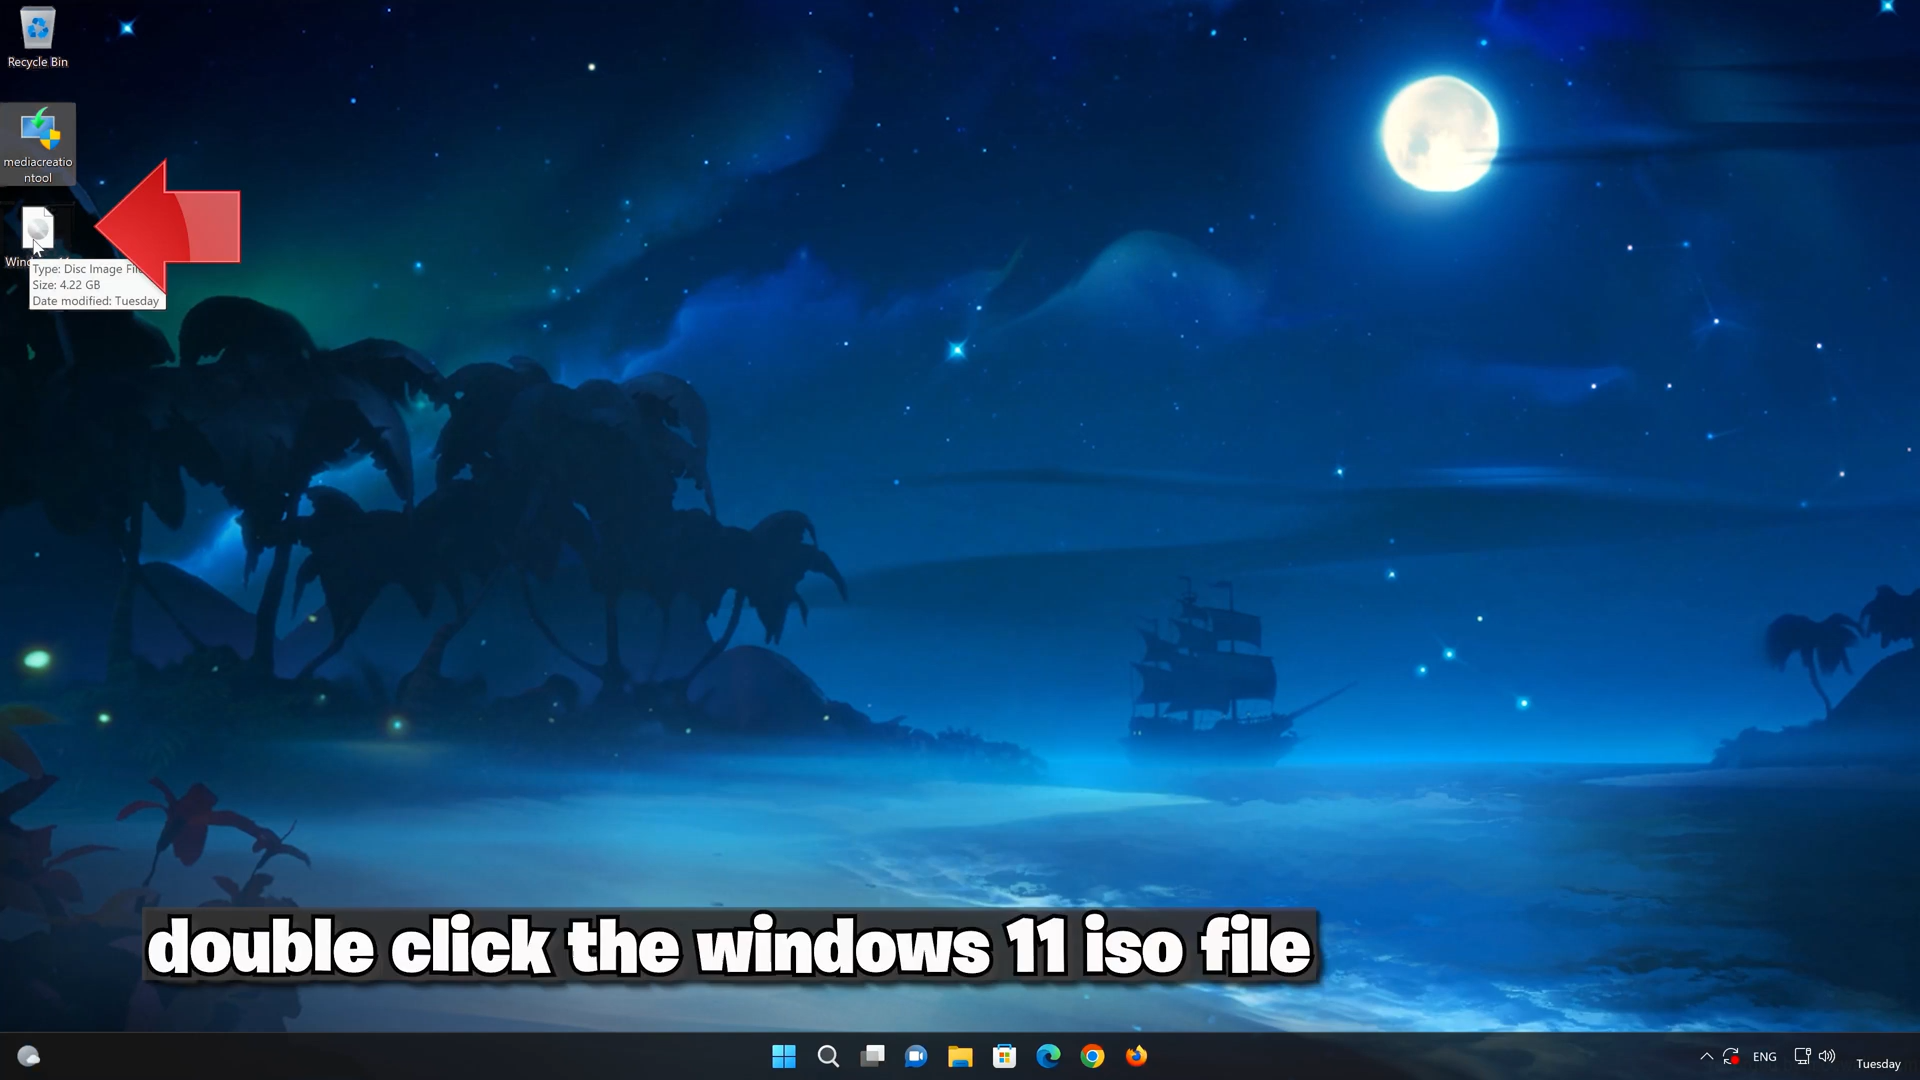 Recycle Bin
mediacreatio
ntool
Type: Disc Image File
Size: 4.22 GB
Date modified: Tuesday
double click the windows 11 iso file
ENG
Tuesday